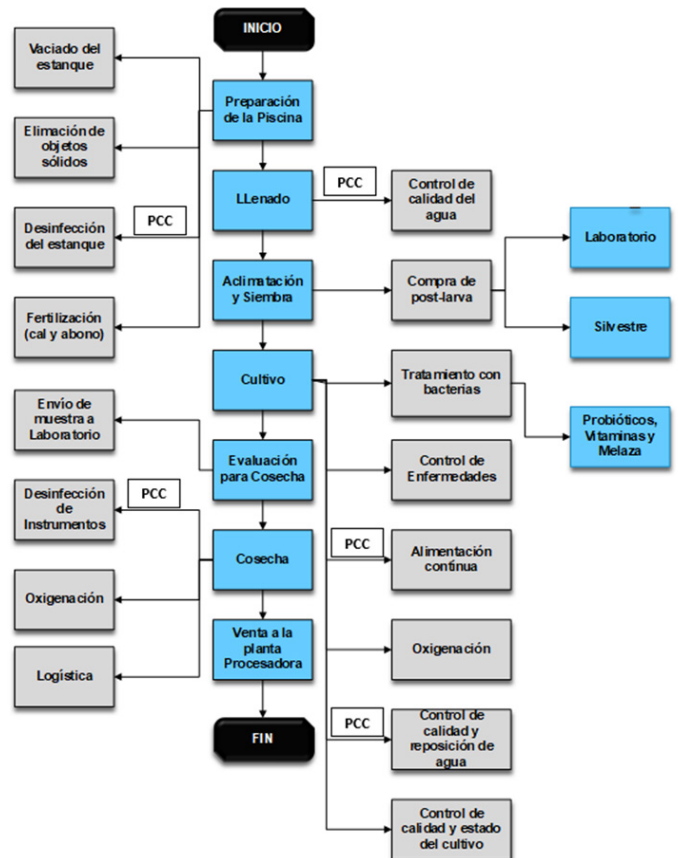 INICIO
Vaciado del
estanque
Preparación
de la Piscina
Elimación de
objetos
sólidos
PCC
LLenado
Control de
calidad del
agua
PCC
Desinfección
del estanque
Laboratorio
Aclimatación
y Siembra
Compra de
post-larva
Fertilización
(cal y abono)
Silvestre
Cultivo
Tratamiento con
bacterias
Envío de
muestra a
Laboratorio
Probióticos,
Vitaminas y
Melaza
Evaluación
para Cosecha
Control de
Enfermedades
Desinfección
de
Instrumentos
PCC
Cosecha
PCC
Alimentación
continua
Oxigenación
Venta a la
planta
Procesadora
Oxigenación
Logística
FIN
PCC
Control de
calidad y
reposición de
agua
Control de
calidad y estado
del cultivo